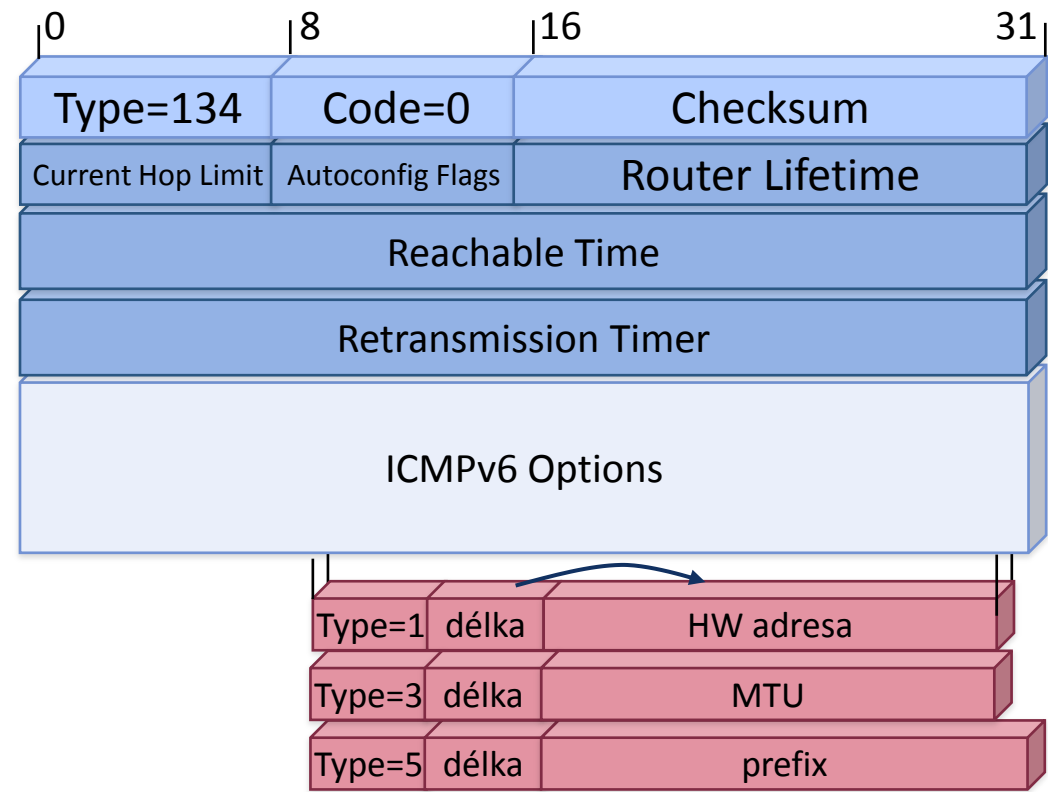 0 8 16 31
Type=134 Code=0 Checksum
Current Hop Limit Autoconfig Flags Router Lifetime
Reachable Time
Retransmission Timer
ICMPv6 Options
Type=1 délka HW adresa
Type=3 délka MTU
Type=5 délka prefix